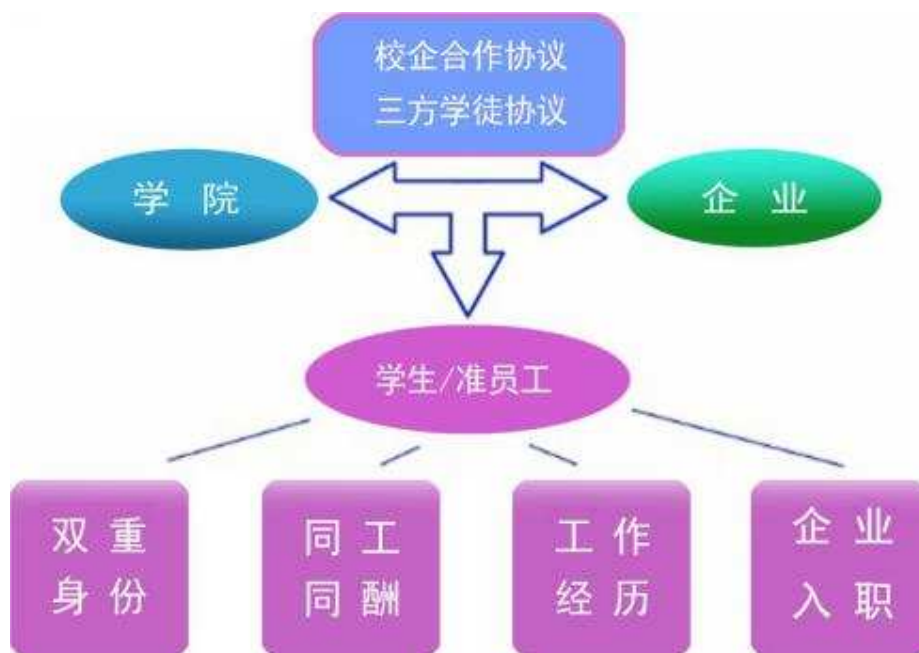 校企合作协议
三方学徒协议
学 院
企 业
学生/准员工
双 重
身 份
同 工
同 酬
工 作
经 历
企 业
入 职